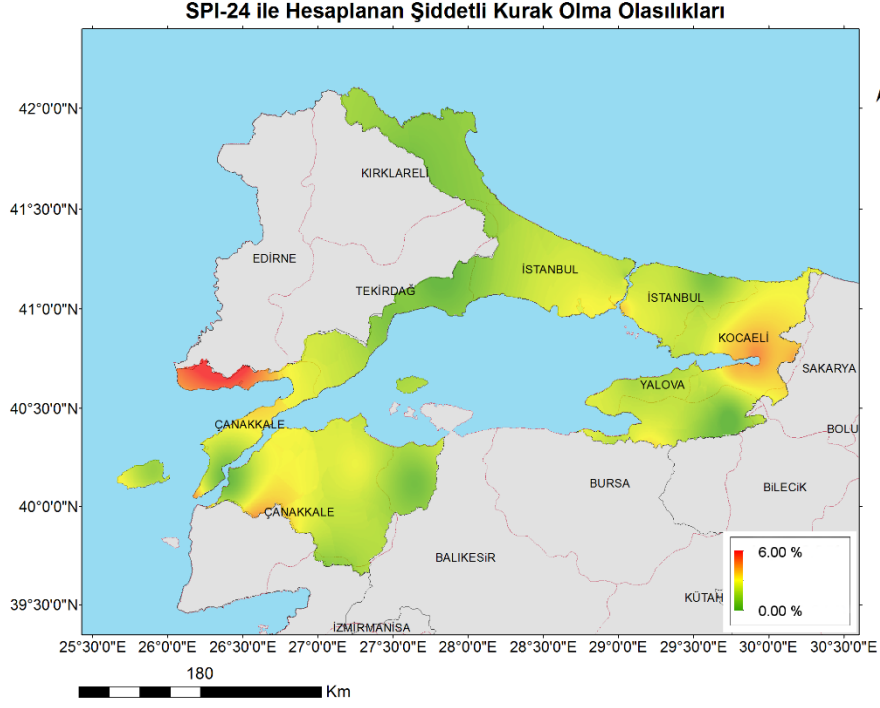 SPI-24 ile Hesaplanan Şiddetli Kurak Olma Olasılıkları
42°0'0"N
KIRKLARELİ
41°30'0"N
EDİRNE
İSTANBUL
TEKİRDAĞ
İSTANBUL
41°0'0"N
KOCAELİ
SAKARYA
YALOVA
40°30'0"N
ÇANAKKALE
BOLU
BURSA
BİLECİK
40°0'0"N
ÇANAKKALE
BALIKESİR
6.00 %
0.00 %
39°30'0"N
KÜTAH
İZMİRMANİSA
25°30'0"E 26°0'0"E 26°30'0"E 27°0'0"E 27°30'0"E 28°0'0"E 28°30'0"E 29°0'0"E 29°30'0"E 30°0'0"E 30°30'0"E
180
Km